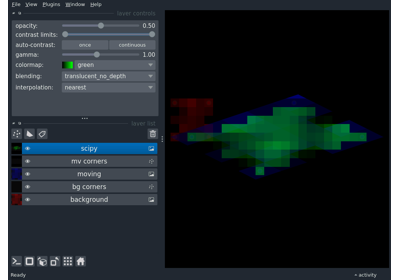 File View Plugins Window Help
layer controls
opacity: 0.50
contrast limits:
auto-contrast: once continuous
gamma: 1.00
colormap: green
blending: translucent_no_depth
interpolation: nearest
layer list
scipy
mv corners
moving
bg corners
background
Ready
activity